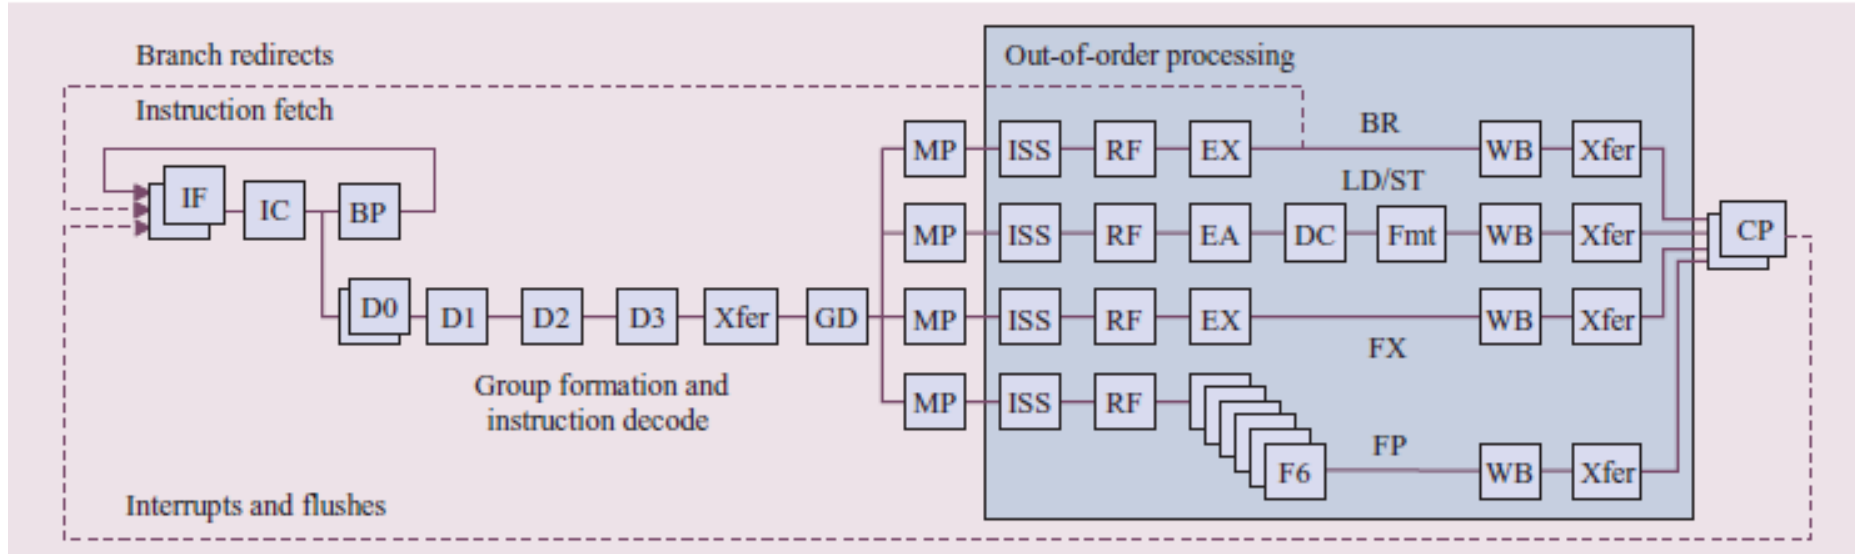 Branch redirects
Out-of-order processing
Instruction fetch
BR
MP ISS RF EX WB Xfer
LD/ST
IF IC BP
MP ISS RF EA DC Fmt WB Xfer CP
D0 D1 D2 D3 Xfer GD MP ISS RF EX WB Xfer
FX
Group formation and
instruction decode
MP ISS RF
FP
F6 WB Xfer
Interrupts and flushes